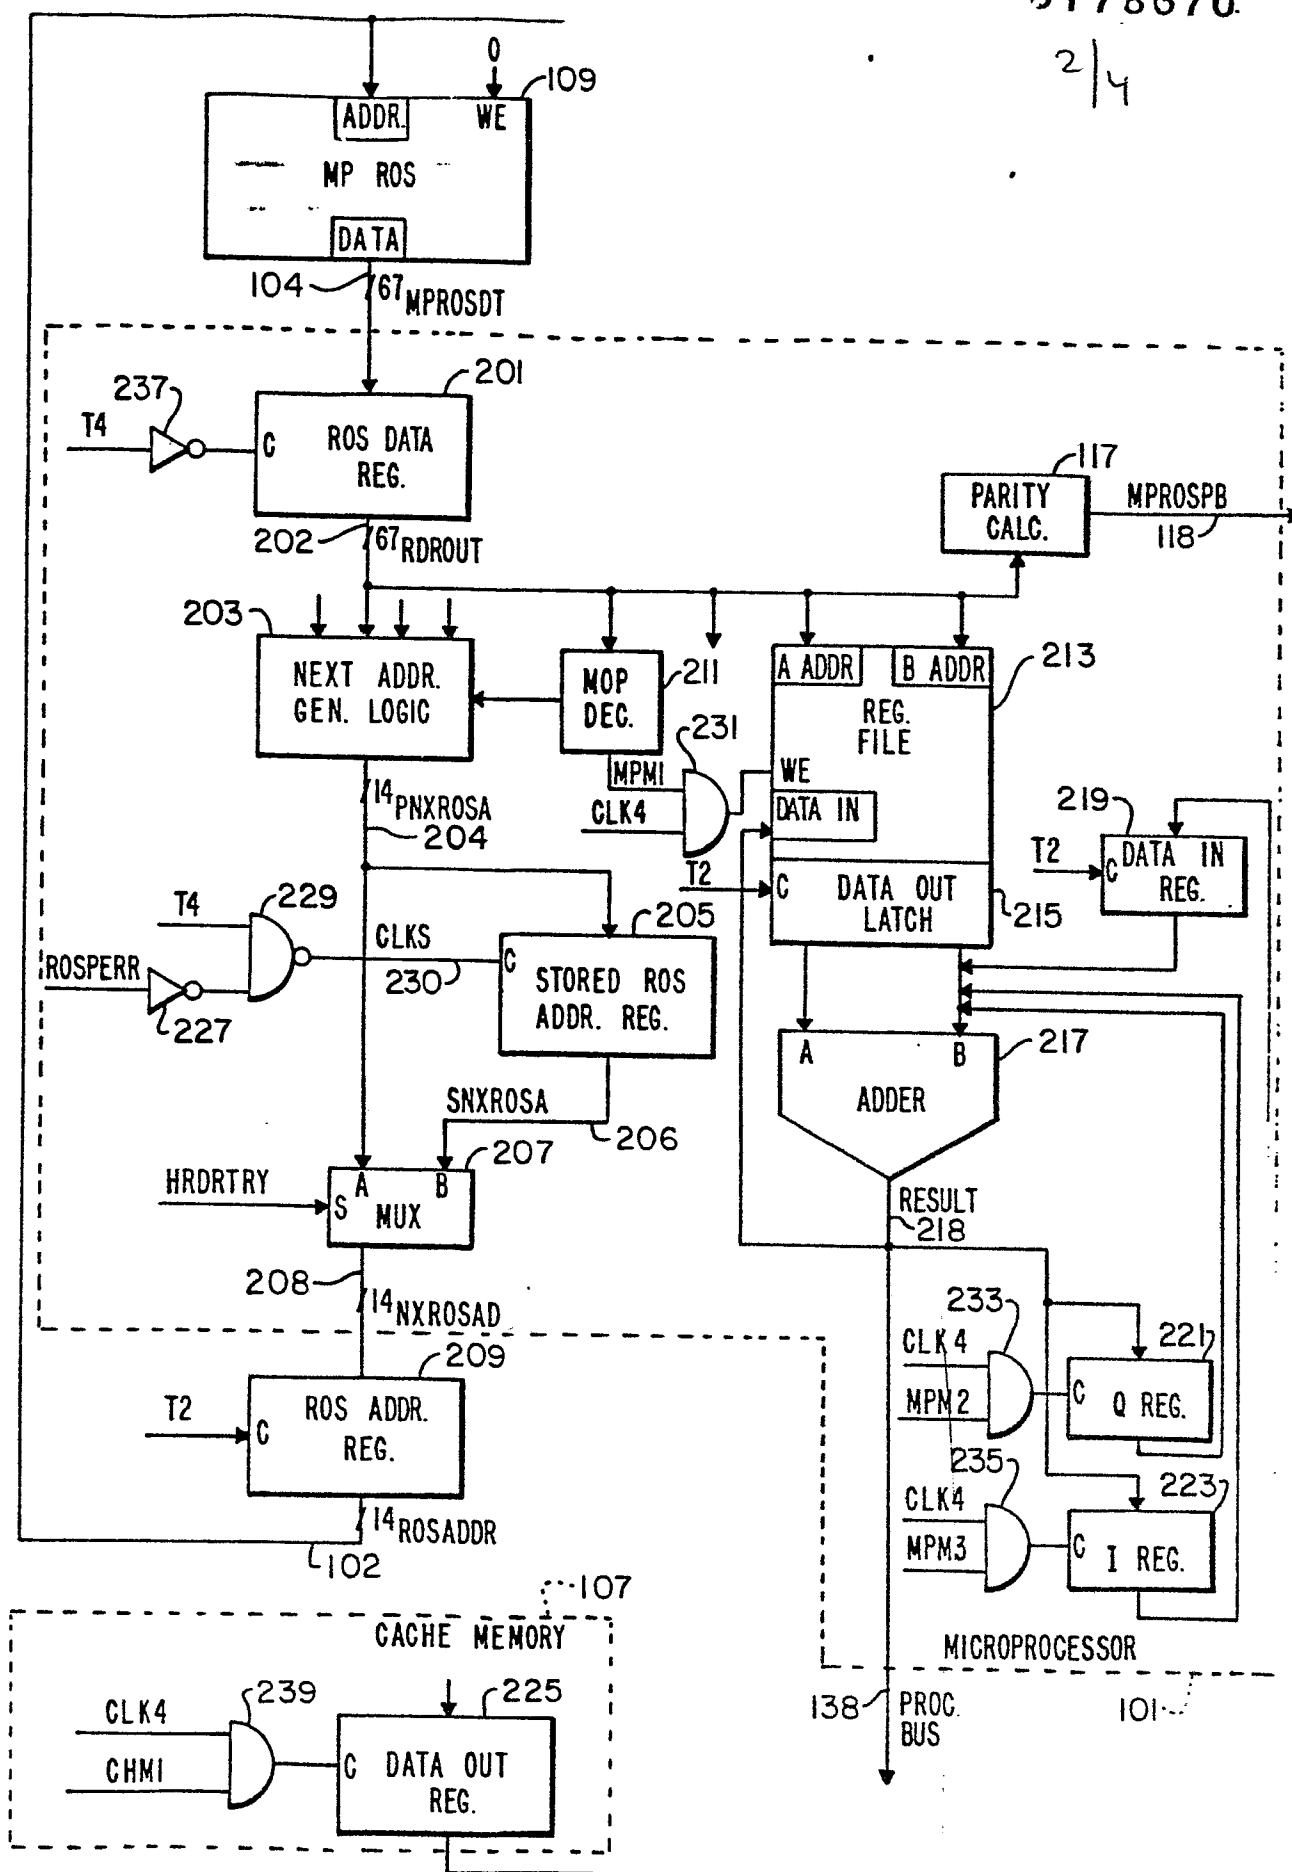 2/4
0
109
ADDR.
WE
MP ROS
DATA
104
67
MPROSDT
201
237
T4
C
ROS DATA
REG.
117
PARITY
CALC.
MPROSPB
118
202
67
RDROUT
203
NEXT ADDR.
GEN. LOGIC
MOP
DEC.
211
A ADDR
B ADDR
213
REG.
FILE
231
MPM1
CLK4
WE
DATA IN
14
PNXROSA
204
219
T2
C
DATA IN
REG.
T2
C
DATA OUT
LATCH
215
T4
229
205
CLKS
230
C
STORED ROS
ADDR. REG.
ROSPERR
227
A
B
217
ADDER
SNXROSA
206
207
HRDRTRY
S
A
B
MUX
RESULT
218
208
14
NXROSAD
233
CLK4
MPM2
221
C
Q REG.
209
T2
C
ROS ADDR.
REG.
235
CLK4
MPM3
223
C
I REG.
14
ROSADDR
102
107
CACHE MEMORY
MICROPROCESSOR
101
239
CLK4
CHM1
225
C
DATA OUT
REG.
138
PROC.
BUS